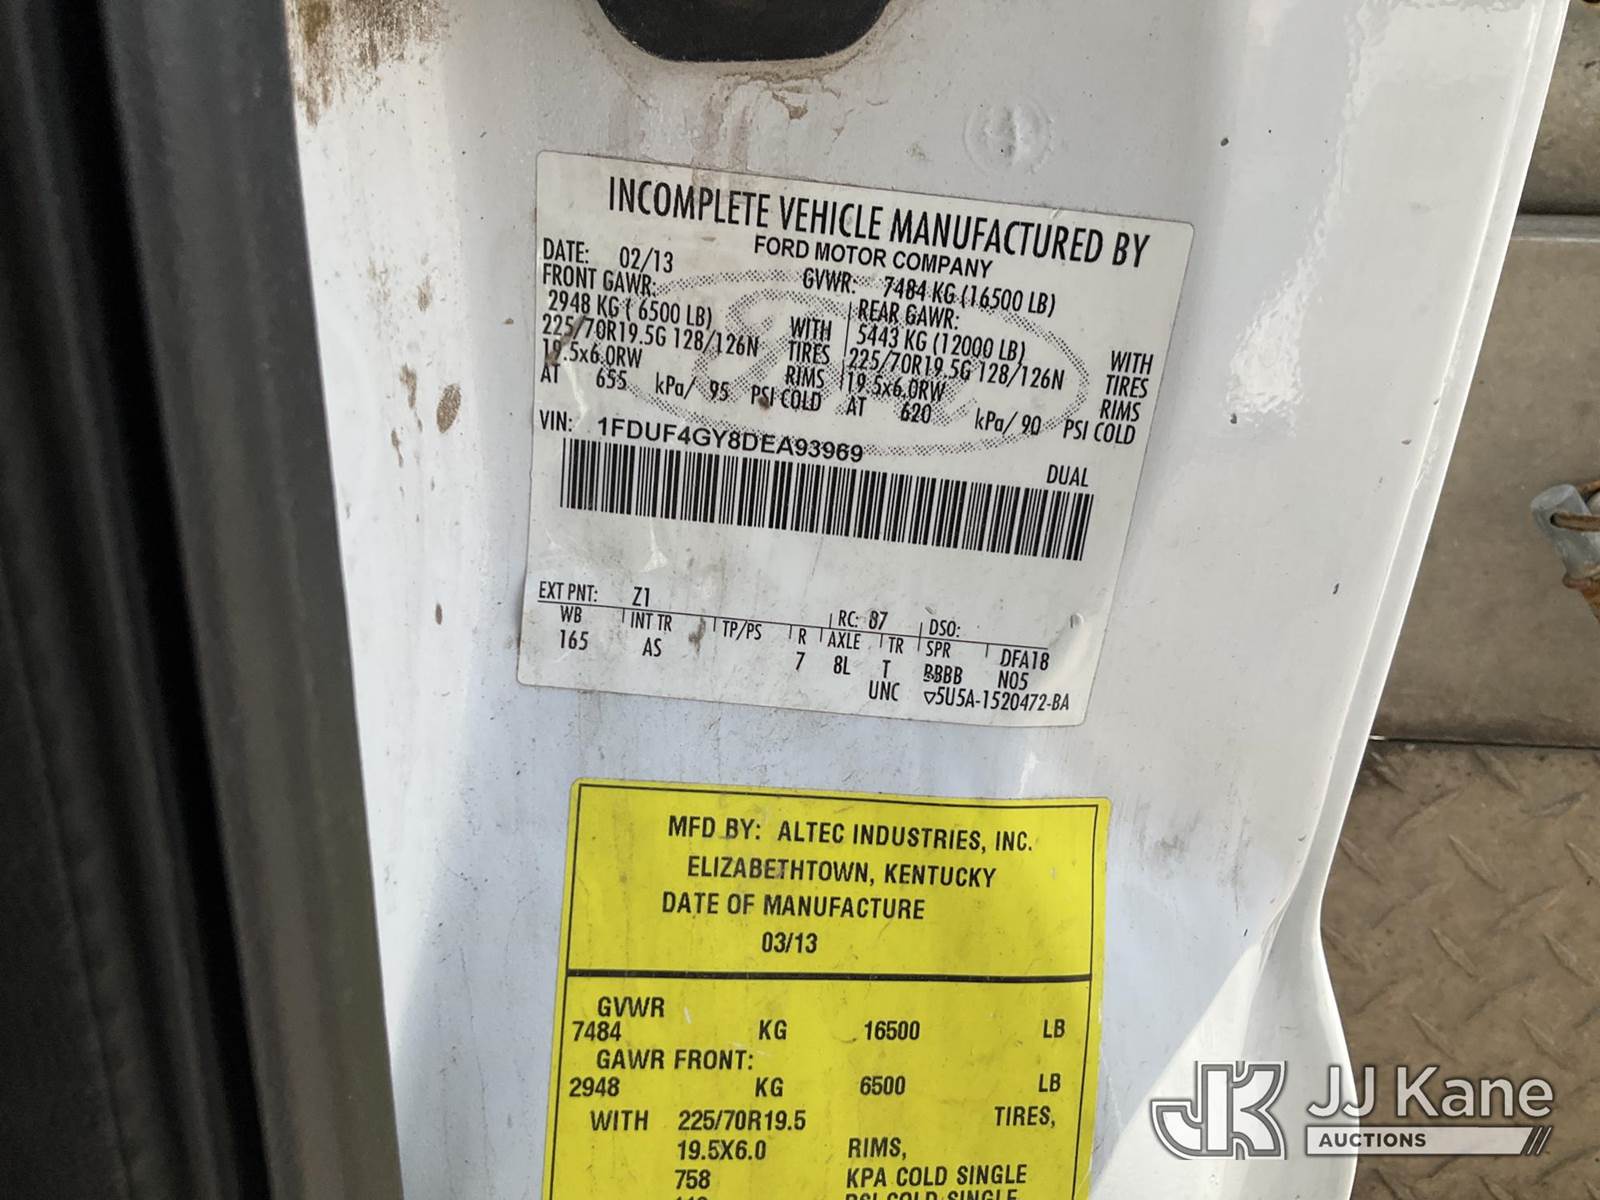 INCOMPLETE VEHICLE MANUFACTURED BY
FORD MOTOR COMPANY
DATE: 02/13 GVWR: 7484 KG (16500 LB)
FRONT GAWR: REAR GAWR:
2948 KG ( 6500 LB) WITH 5443 KG (12000 LB) WITH
225/70R19.5G 128/126N TIRES 225/70R19.5G 128/126N TIRES
19.5x6.0RW RIMS 19.5x6.0RW RIMS
AT 655 kPa/ 95 PSI COLD AT 620 kPa/ 90 PSI COLD
VIN: 1FDUF4GY8DEA93969
DUAL
EXT PNT: Z1 RC: 87 DSO:
WB INT TR TP/PS R AXLE TR SPR DFA18
165 AS 7 8L T BBBB N05
UNC ▽5U5A-1520472-BA
MFD BY: ALTEC INDUSTRIES, INC.
ELIZABETHTOWN, KENTUCKY
DATE OF MANUFACTURE
03/13
GVWR
7484 KG 16500 LB
GAWR FRONT:
2948 KG 6500 LB
WITH 225/70R19.5 TIRES,
19.5X6.0 RIMS,
758 KPA COLD SINGLE
PSI COLD SINGLE
JJ Kane
AUCTIONS